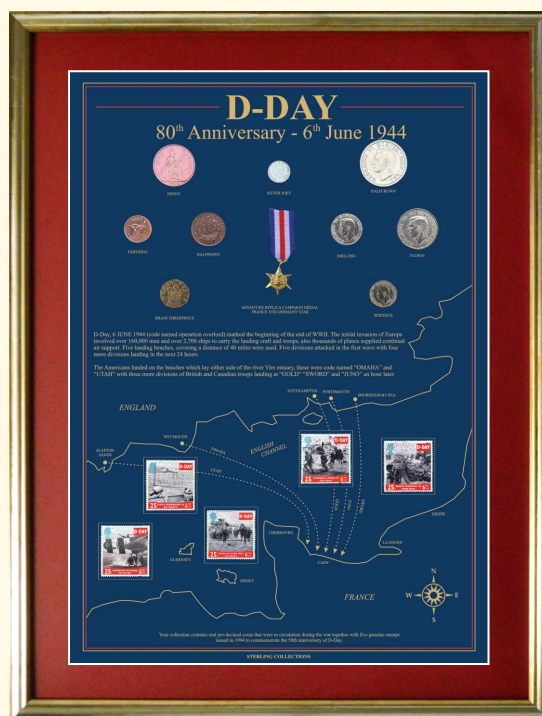 D-DAY
80th Anniversary - 6th June 1944
PENNY
SILVER JOEY
HALFCROWN
FARTHING
HALFPENNY
SHILLING
FLORIN
MINIATURE REPLICA CAMPAIGN MEDAL
FRANCE AND GERMANY STAR
BRASS THREEPENCE
SIXPENCE
D-Day, 6 JUNE 1944 (code named operation overlord) marked the beginning of the end of WWII. The initial invasion of Europe
involved over 160,000 men and over 2,700 ships to carry the landing craft and troops, also thousands of planes supplied continual
air support. Five landing beaches, covering a distance of 40 miles were used. Five divisions attacked in the first wave with four
more divisions landing in the next 24 hours.
The Americans landed on the beaches which lay either side of the river Vire estuary, these were code named "OMAHA" and
"UTAH" with three more divisions of British and Canadian troops landing at "GOLD" "SWORD" and "JUNO" an hour later.
SOUTHAMPTON
PORTSMOUTH
SHOREHAM-BY-SEA
ENGLAND
WEYMOUTH
ENGLISH
CHANNEL
OMAHA
SLAPTON
SANDS
UTAH
D-DAY
25
D-DAY
25
D-DAY
25
D-DAY
25
D-DAY
25
DIEPPE
CHERBOURG
LA HAVRE
GUERNSEY
CAEN
JERSEY
FRANCE
N
W
E
S
Your collection contains real pre-decimal coins that were in circulation during the war together with five genuine stamps
issued in 1994 to commemorate the 50th anniversary of D-Day.
STERLING COLLECTIONS